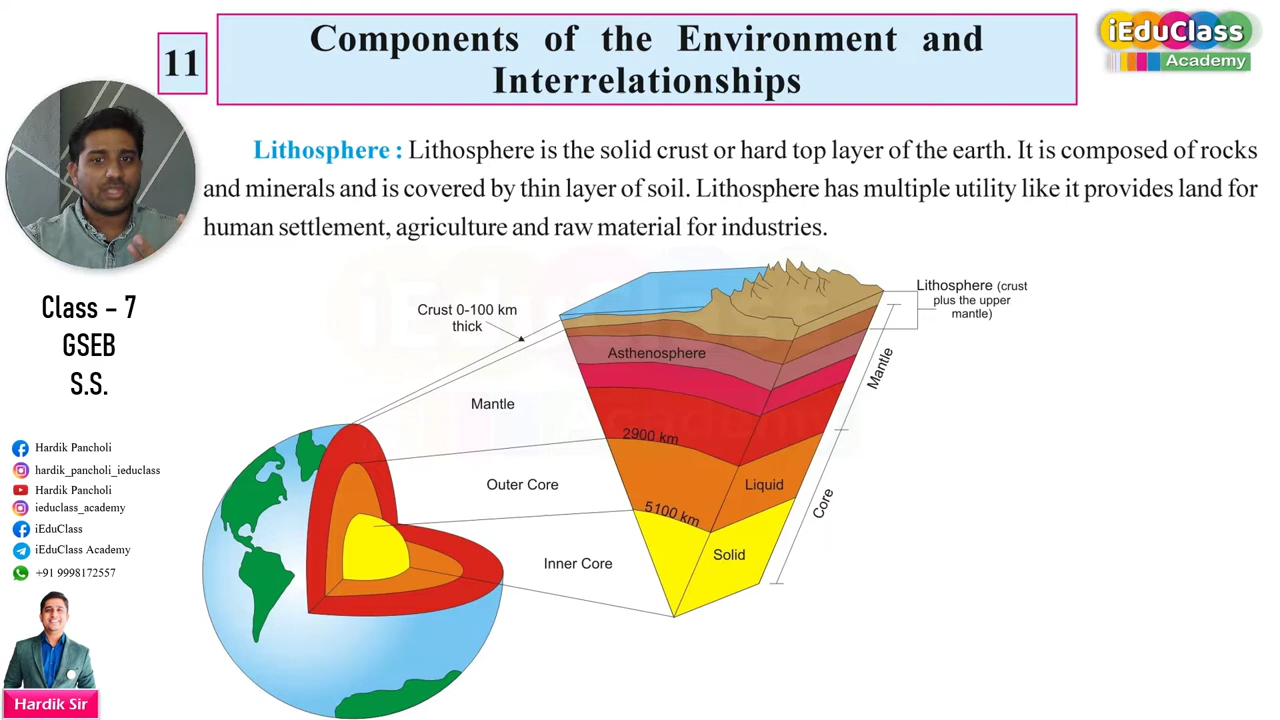 11
Components of the Environment and
Interrelationships
iEduClass
Academy
Lithosphere : Lithosphere is the solid crust or hard top layer of the earth. It is composed of rocks
and minerals and is covered by thin layer of soil. Lithosphere has multiple utility like it provides land for
human settlement, agriculture and raw material for industries.
Class – 7
GSEB
S.S.
Hardik Pancholi
hardik_pancholi_ieduclass
Hardik Pancholi
ieduclass_academy
iEduClass
iEduClass Academy
+91 9998172557
Hardik Sir
Crust 0-100 km
thick
Lithosphere (crust
plus the upper
mantle)
Asthenosphere
Mantle
Mantle
2900 km
Outer Core
Liquid
5100 km
Core
Inner Core
Solid
iEduClass
Academy